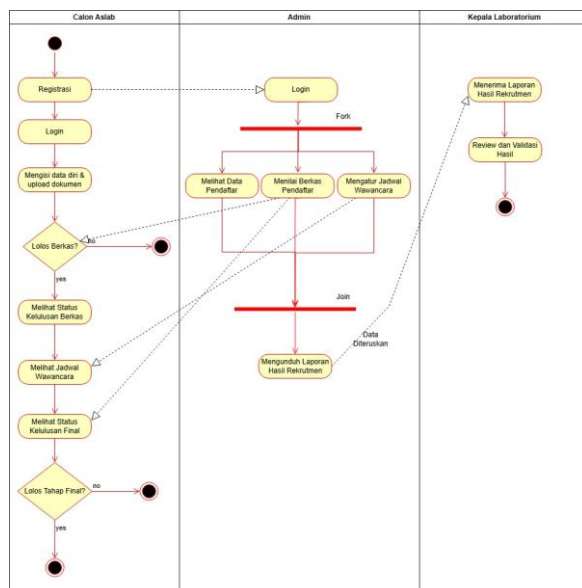 Calon Aslab
Admin
Kepala Laboratorium
Registrasi
Login
Mengisi data diri &
upload dokumen
Lolos Berkas?
no
yes
Melihat Status
Kelulusan Berkas
Melihat Jadwal
Wawancara
Melihat Status
Kelulusan Final
Lolos Tahap Final?
no
yes
Login
Fork
Melihat Data
Pendaftar
Menilai Berkas
Pendaftar
Mengatur Jadwal
Wawancara
Join
Mengunduh Laporan
Hasil Rekrutmen
Data
Diteruskan
Menerima Laporan
Hasil Rekrutmen
Review dan Validasi
Hasil